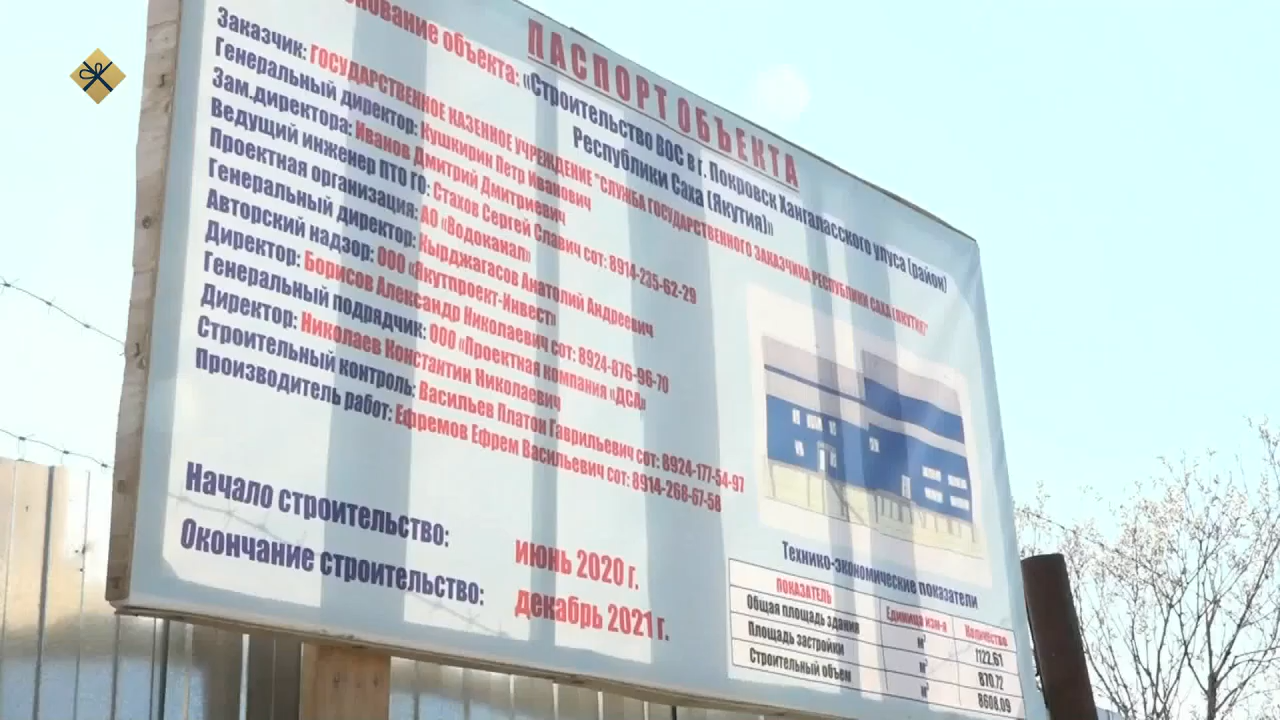 ПАСПОРТ ОБЪЕКТА
нование объекта: «Строительство ВОС в г. Покровск Хангаласского улуса (район)
Республики Саха (Якутия)»
Заказчик: ГОСУДАРСТВЕННОЕ КАЗЕННОЕ УЧРЕЖДЕНИЕ "СЛУЖБА ГОСУДАРСТВЕННОГО ЗАКАЗЧИКА РЕСПУБЛИКИ САХА (ЯКУТИЯ)"
Генеральный директор: Кушкирин Петр Иванович
Зам.директора: Иванов Дмитрий Дмитриевич
Ведущий инженер ПТО ГО: Стахов Сергей Славич сот: 8914-235-62-29
Проектная организация: АО «Водоканал»
Генеральный директор: Кырджагасов Анатолий Андреевич
Авторский надзор: ООО «Якутпроект-Инвест»
Директор: Борисов Александр Николаевич сот: 8924-876-96-70
Генеральный подрядчик: ООО «Проектная компания «ДСА»
Директор: Николаев Константин Николаевич
Строительный контроль: Васильев Платон Гаврильевич сот: 8924-177-54-97
Производитель работ: Ефремов Ефрем Васильевич сот: 8914-268-67-58
Начало строительство: июнь 2020 г.
Окончание строительство: декабрь 2021 г.
Технико-экономические показатели
ПОКАЗАТЕЛЬ Единица изм-я Количество
Общая площадь здания м² 1122.61
Площадь застройки м² 870.72
Строительный объем м³ 8608.09